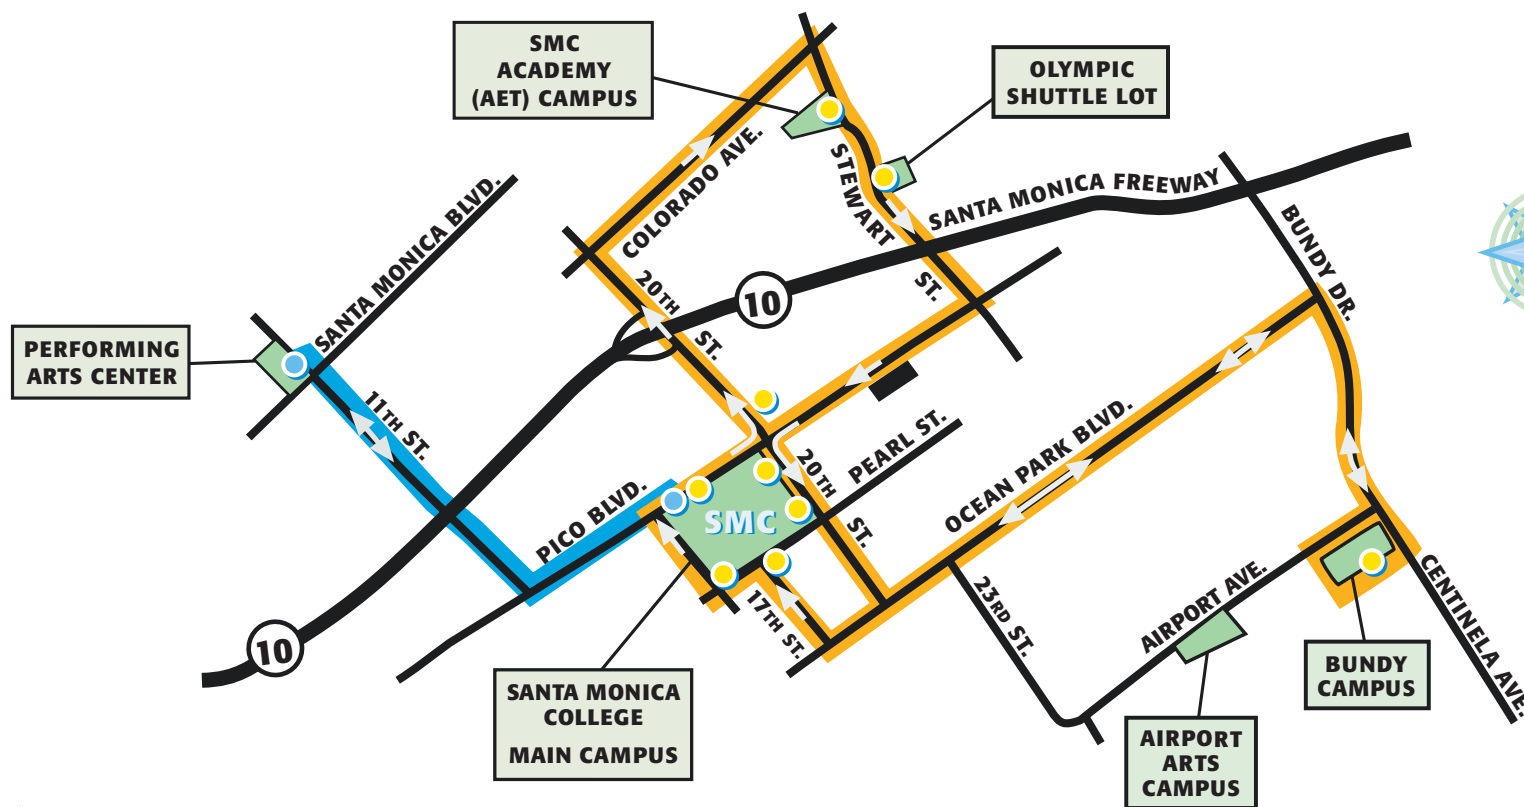 SMC
ACADEMY
(AET) CAMPUS
OLYMPIC
SHUTTLE LOT
COLORADO AVE.
STEWART
ST.
SANTA MONICA FREEWAY
SANTA MONICA BLVD.
BUNDY DR.
20TH
ST.
10
PERFORMING
ARTS CENTER
11TH ST.
PICO BLVD.
20TH
ST.
PEARL ST.
OCEAN PARK BLVD.
SMC
17TH ST.
23RD ST.
AIRPORT AVE.
CENTINELA AVE.
10
SANTA MONICA
COLLEGE
MAIN CAMPUS
BUNDY
CAMPUS
AIRPORT
ARTS
CAMPUS